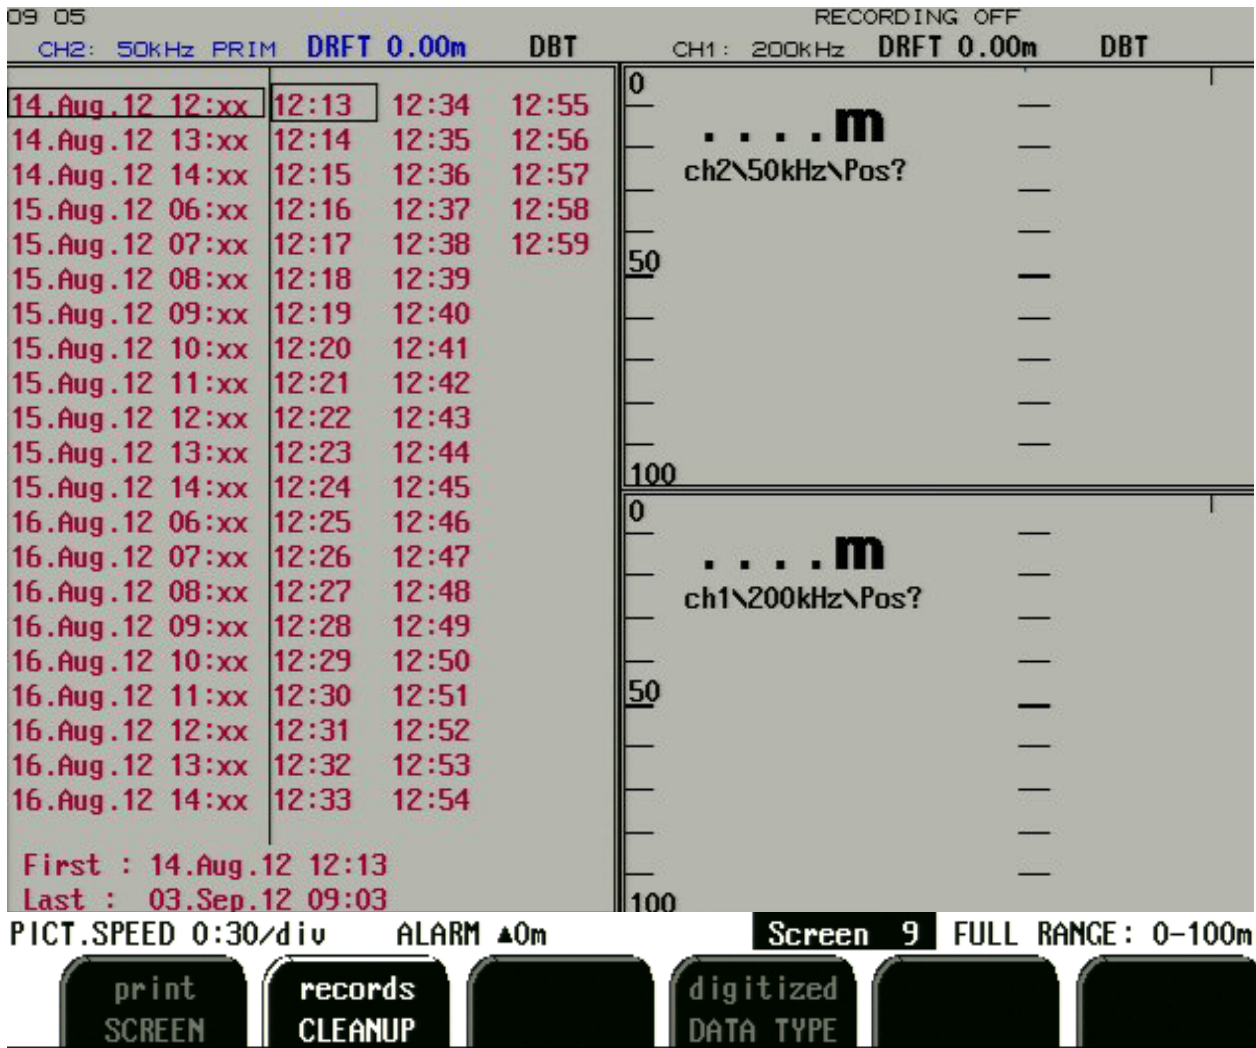 09 05
RECORDING OFF
CH2: 50kHz PRIM DRFT 0.00m DBT
CH1: 200kHz DRFT 0.00m DBT
14.Aug.12 12:xx 12:13 12:34 12:55
14.Aug.12 13:xx 12:14 12:35 12:56
14.Aug.12 14:xx 12:15 12:36 12:57
15.Aug.12 06:xx 12:16 12:37 12:58
15.Aug.12 07:xx 12:17 12:38 12:59
15.Aug.12 08:xx 12:18 12:39
15.Aug.12 09:xx 12:19 12:40
15.Aug.12 10:xx 12:20 12:41
15.Aug.12 11:xx 12:21 12:42
15.Aug.12 12:xx 12:22 12:43
15.Aug.12 13:xx 12:23 12:44
15.Aug.12 14:xx 12:24 12:45
16.Aug.12 06:xx 12:25 12:46
16.Aug.12 07:xx 12:26 12:47
16.Aug.12 08:xx 12:27 12:48
16.Aug.12 09:xx 12:28 12:49
16.Aug.12 10:xx 12:29 12:50
16.Aug.12 11:xx 12:30 12:51
16.Aug.12 12:xx 12:31 12:52
16.Aug.12 13:xx 12:32 12:53
16.Aug.12 14:xx 12:33 12:54
First : 14.Aug.12 12:13
Last : 03.Sep.12 09:03
0
....m
ch2\50kHz\Pos?
50
100
0
....m
ch1\200kHz\Pos?
50
100
PICT.SPEED 0:30/div ALARM ▲0m Screen 9 FULL RANGE: 0-100m
print records digitized
SCREEN CLEANUP DATA TYPE